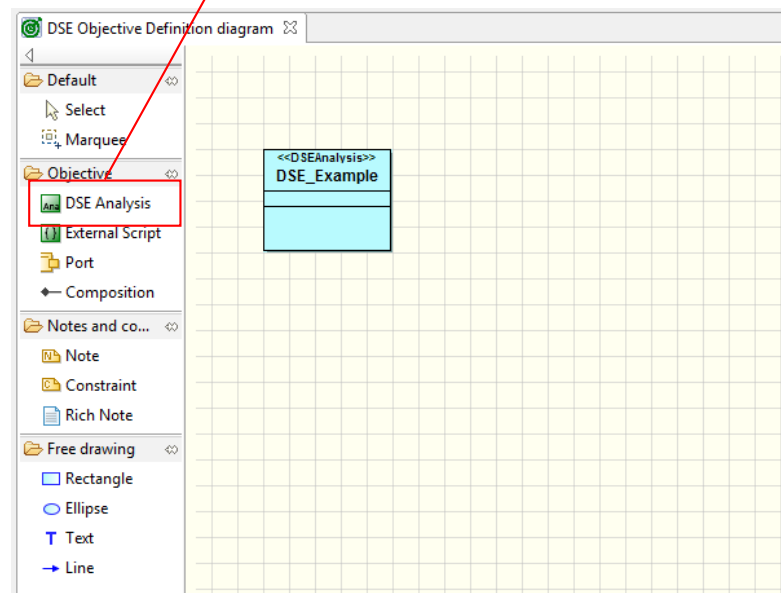 DSE Objective Definition diagram
Default
Select
Marquee
Objective
Ana DSE Analysis
External Script
Port
Composition
Notes and co...
N Note
C Constraint
Rich Note
Free drawing
Rectangle
Ellipse
T Text
Line
<<DSEAnalysis>>
DSE_Example